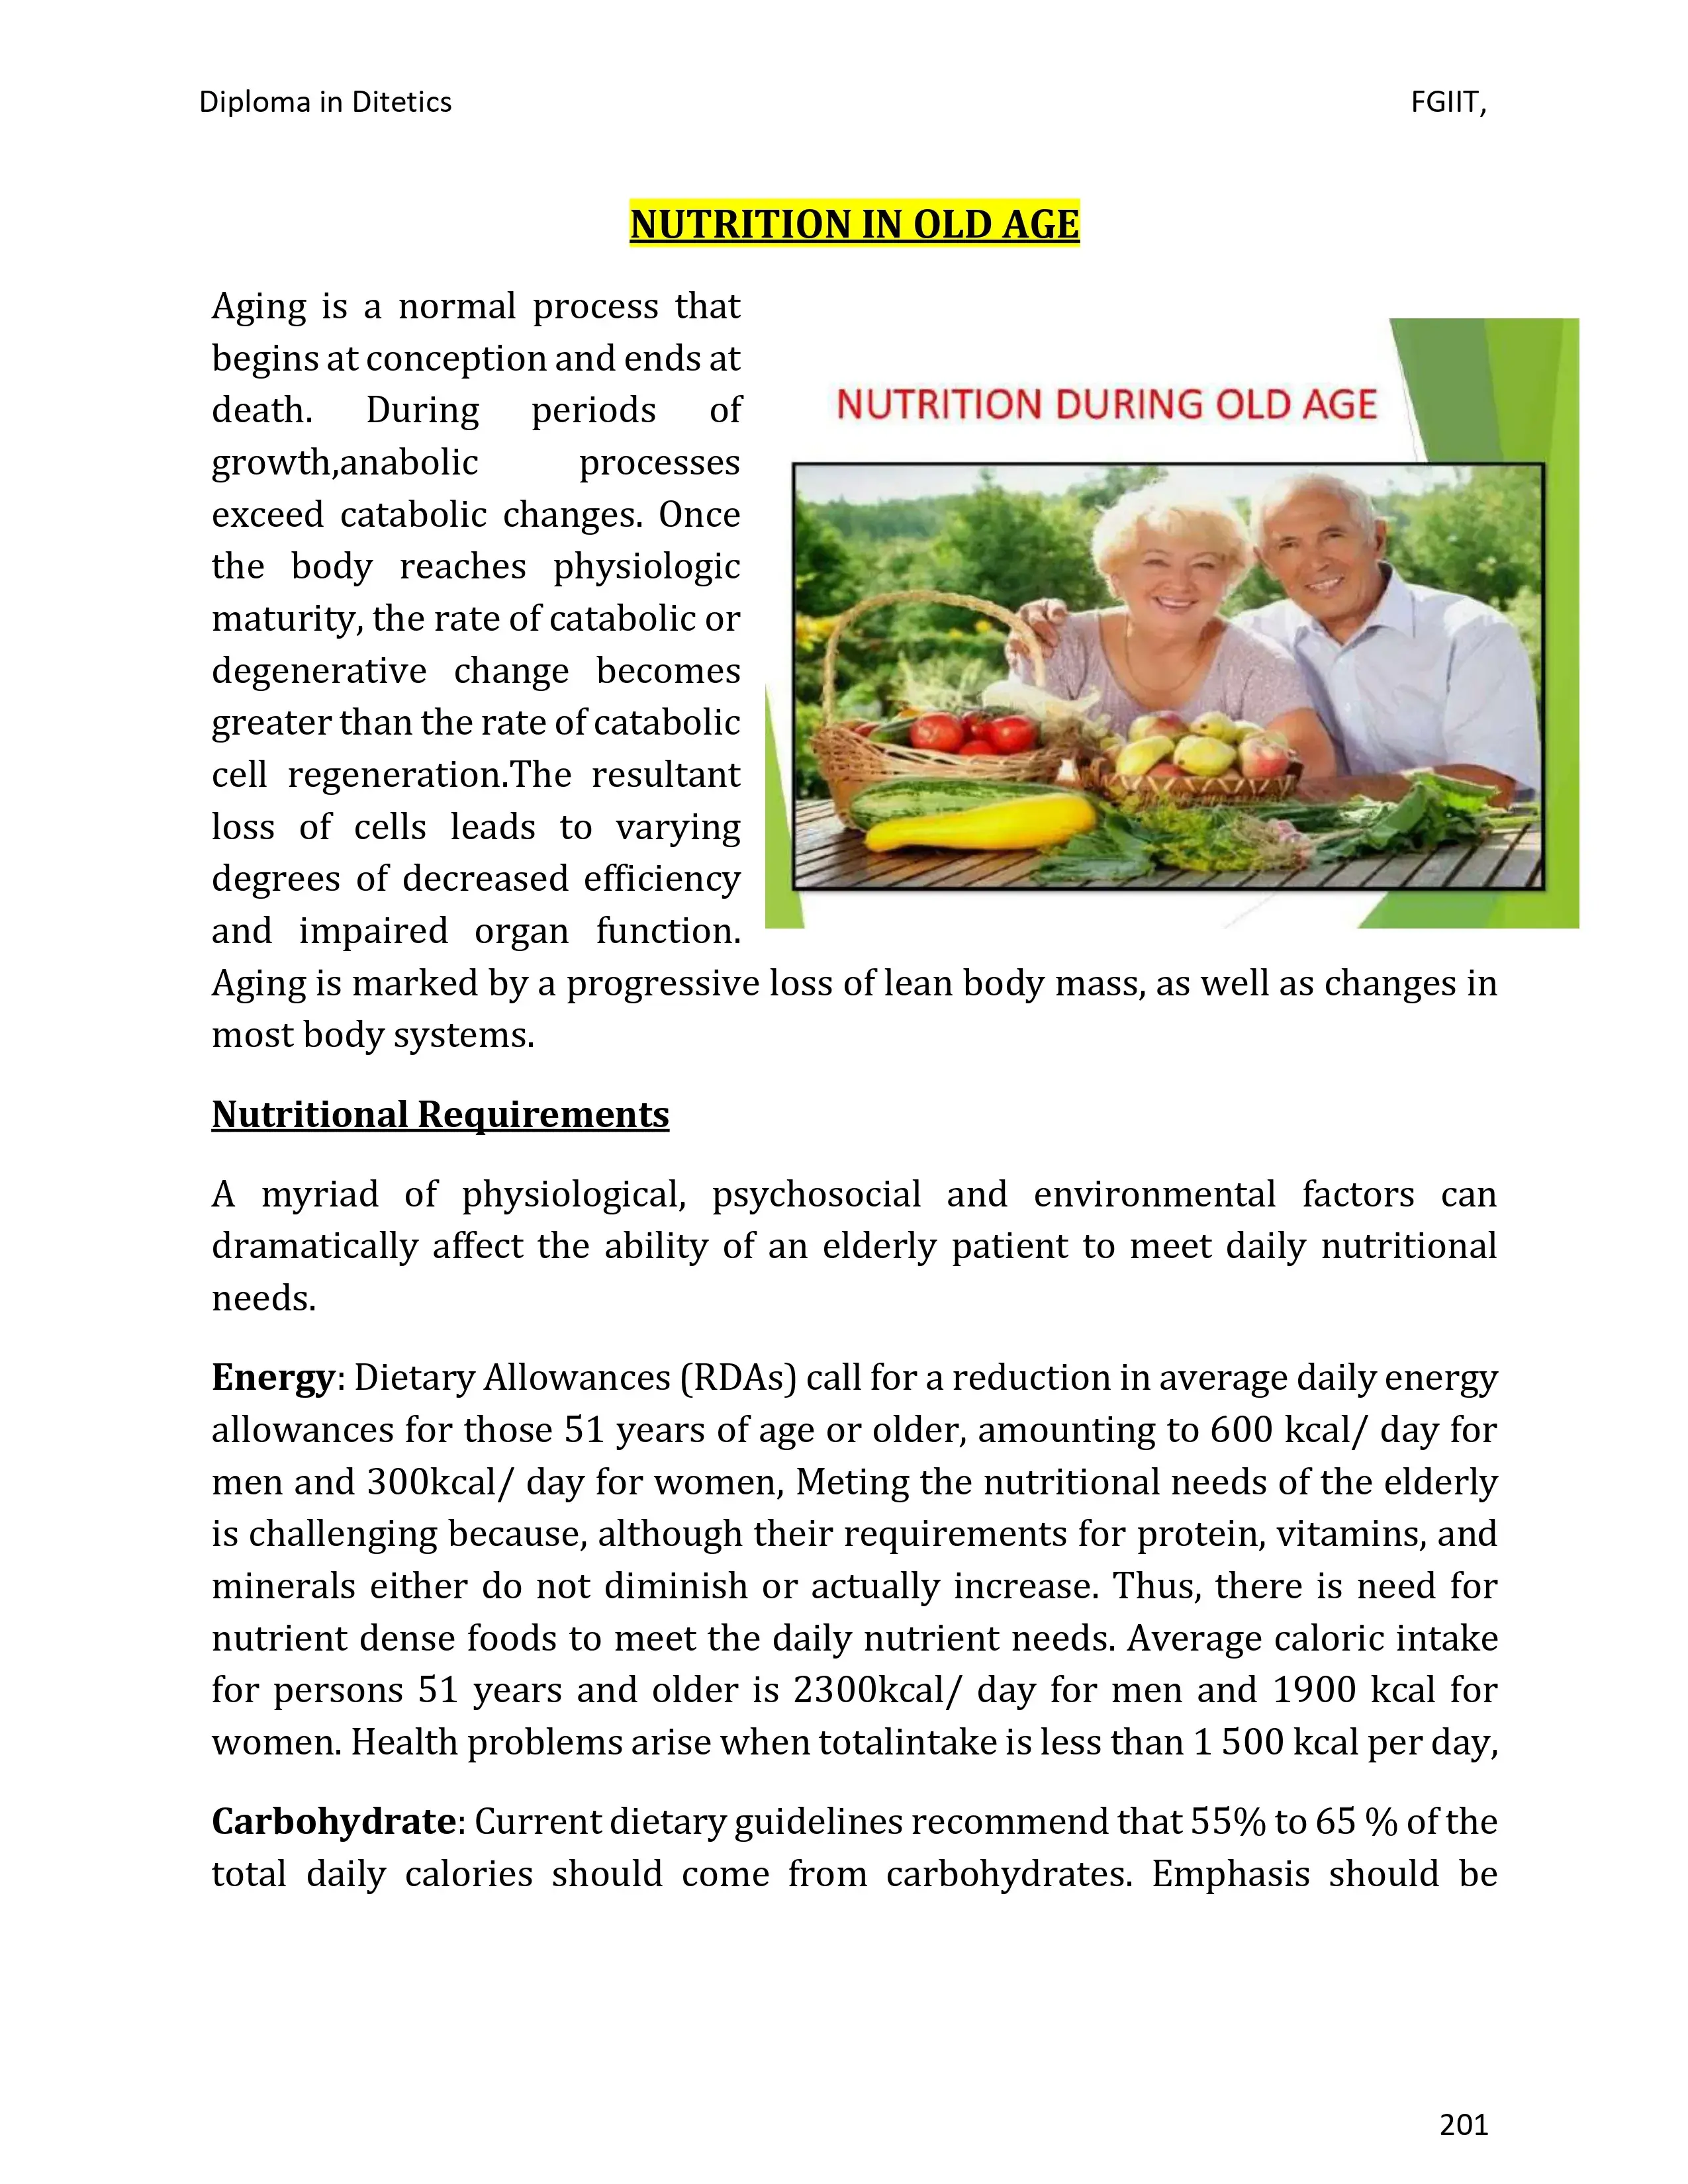 Diploma in Ditetics
FGIIT,
NUTRITION IN OLD AGE
Aging is a normal process that
begins at conception and ends at
death. During periods of
growth,anabolic processes
exceed catabolic changes. Once
the body reaches physiologic
maturity, the rate of catabolic or
degenerative change becomes
greater than the rate of catabolic
cell regeneration.The resultant
loss of cells leads to varying
degrees of decreased efficiency
and impaired organ function.
NUTRITION DURING OLD AGE
Aging is marked by a progressive loss of lean body mass, as well as changes in
most body systems.
Nutritional Requirements
A myriad of physiological, psychosocial and environmental factors can
dramatically affect the ability of an elderly patient to meet daily nutritional
needs.
Energy: Dietary Allowances (RDAs) call for a reduction in average daily energy
allowances for those 51 years of age or older, amounting to 600 kcal/ day for
men and 300kcal/ day for women, Meting the nutritional needs of the elderly
is challenging because, although their requirements for protein, vitamins, and
minerals either do not diminish or actually increase. Thus, there is need for
nutrient dense foods to meet the daily nutrient needs. Average caloric intake
for persons 51 years and older is 2300kcal/ day for men and 1900 kcal for
women. Health problems arise when totalintake is less than 1 500 kcal per day,
Carbohydrate: Current dietary guidelines recommend that 55% to 65 % of the
total daily calories should come from carbohydrates. Emphasis should be
201